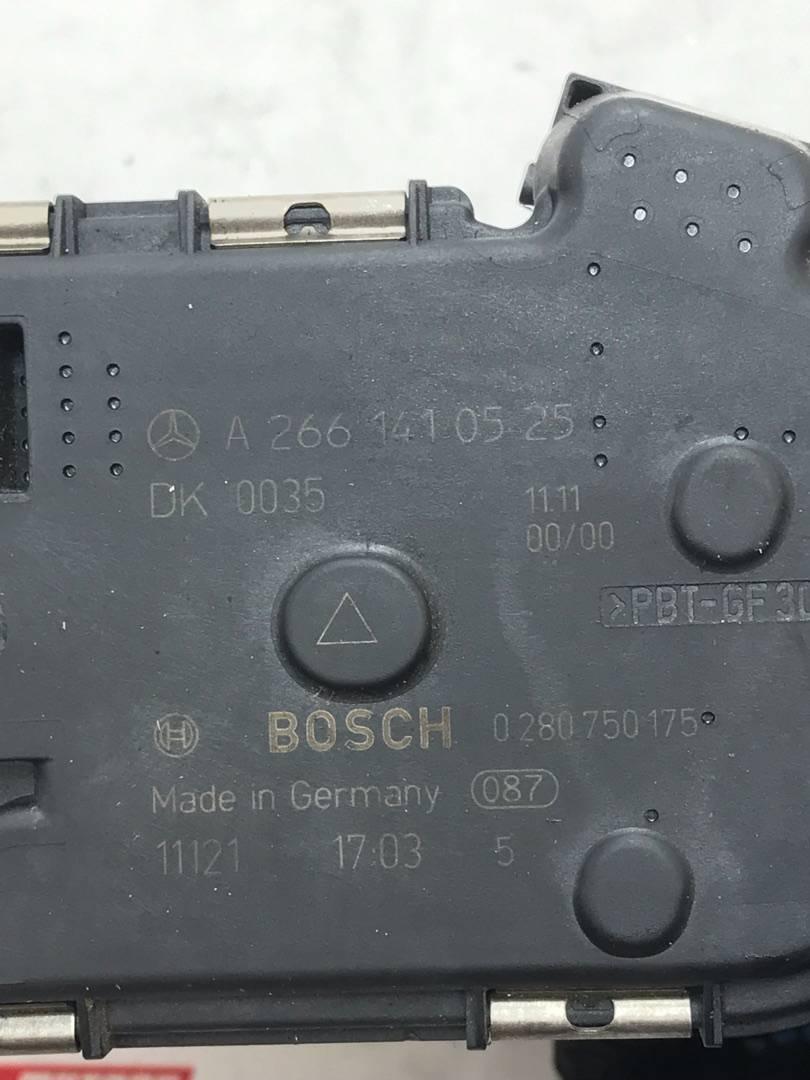 A 266 141 05 25
DK 0035 11.11
00/00
>PBT-GF
BOSCH 0 280 750 175
Made in Germany 087
11121 17:03 5